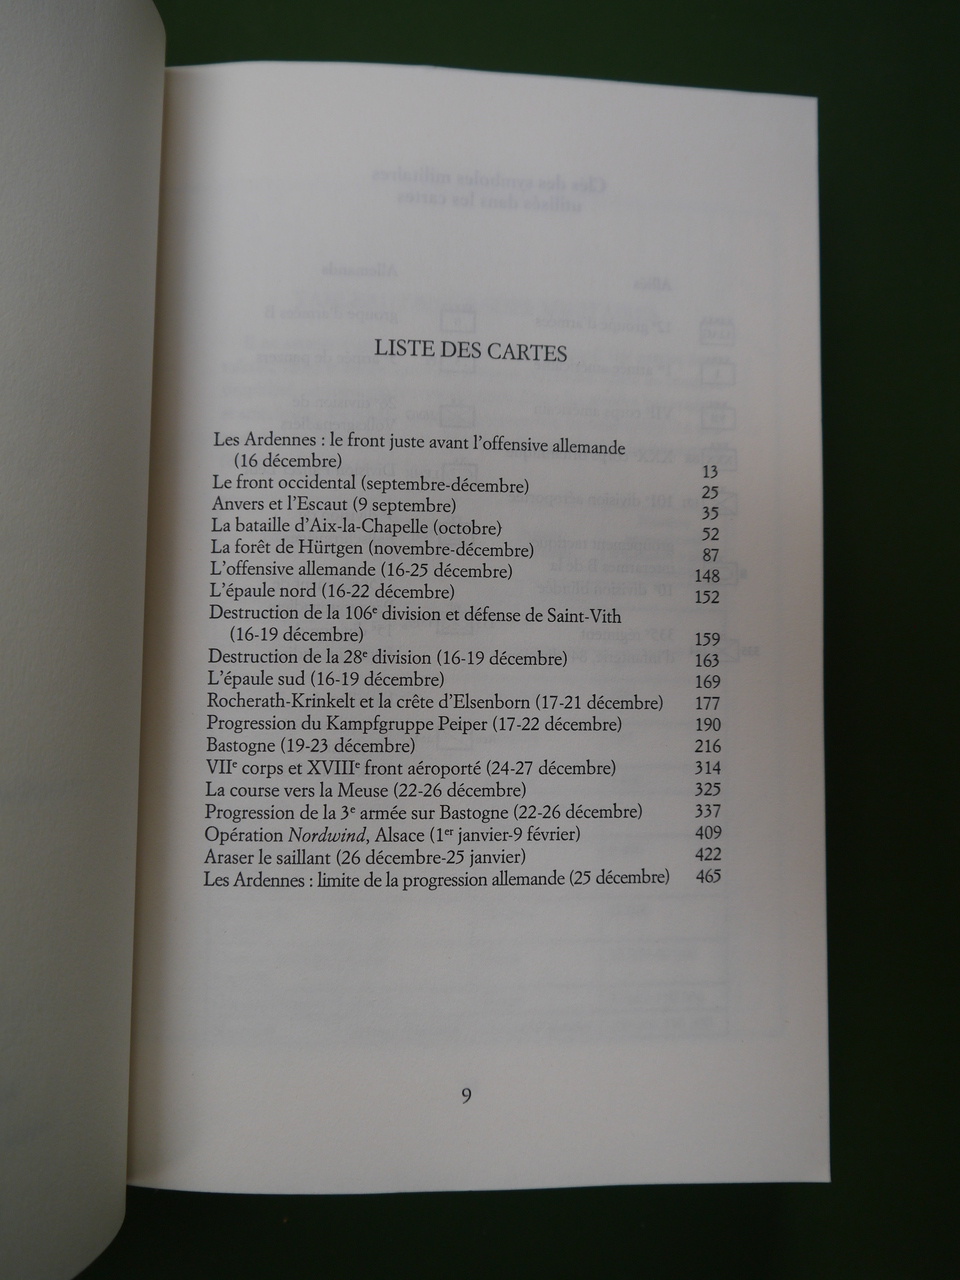 LISTE DES CARTES
Les Ardennes : le front juste avant l'offensive allemande
(16 décembre) 13
Le front occidental (septembre-décembre) 25
Anvers et l'Escaut (9 septembre) 35
La bataille d'Aix-la-Chapelle (octobre) 52
La forêt de Hürtgen (novembre-décembre) 87
L'offensive allemande (16-25 décembre) 148
L'épaule nord (16-22 décembre) 152
Destruction de la 106e division et défense de Saint-Vith
(16-19 décembre) 159
Destruction de la 28e division (16-19 décembre) 163
L'épaule sud (16-19 décembre) 169
Rocherath-Krinkelt et la crête d'Elsenborn (17-21 décembre) 177
Progression du Kampfgruppe Peiper (17-22 décembre) 190
Bastogne (19-23 décembre) 216
VIIe corps et XVIIIe front aéroporté (24-27 décembre) 314
La course vers la Meuse (22-26 décembre) 325
Progression de la 3e armée sur Bastogne (22-26 décembre) 337
Opération Nordwind, Alsace (1er janvier-9 février) 409
Araser le saillant (26 décembre-25 janvier) 422
Les Ardennes : limite de la progression allemande (25 décembre) 465
9